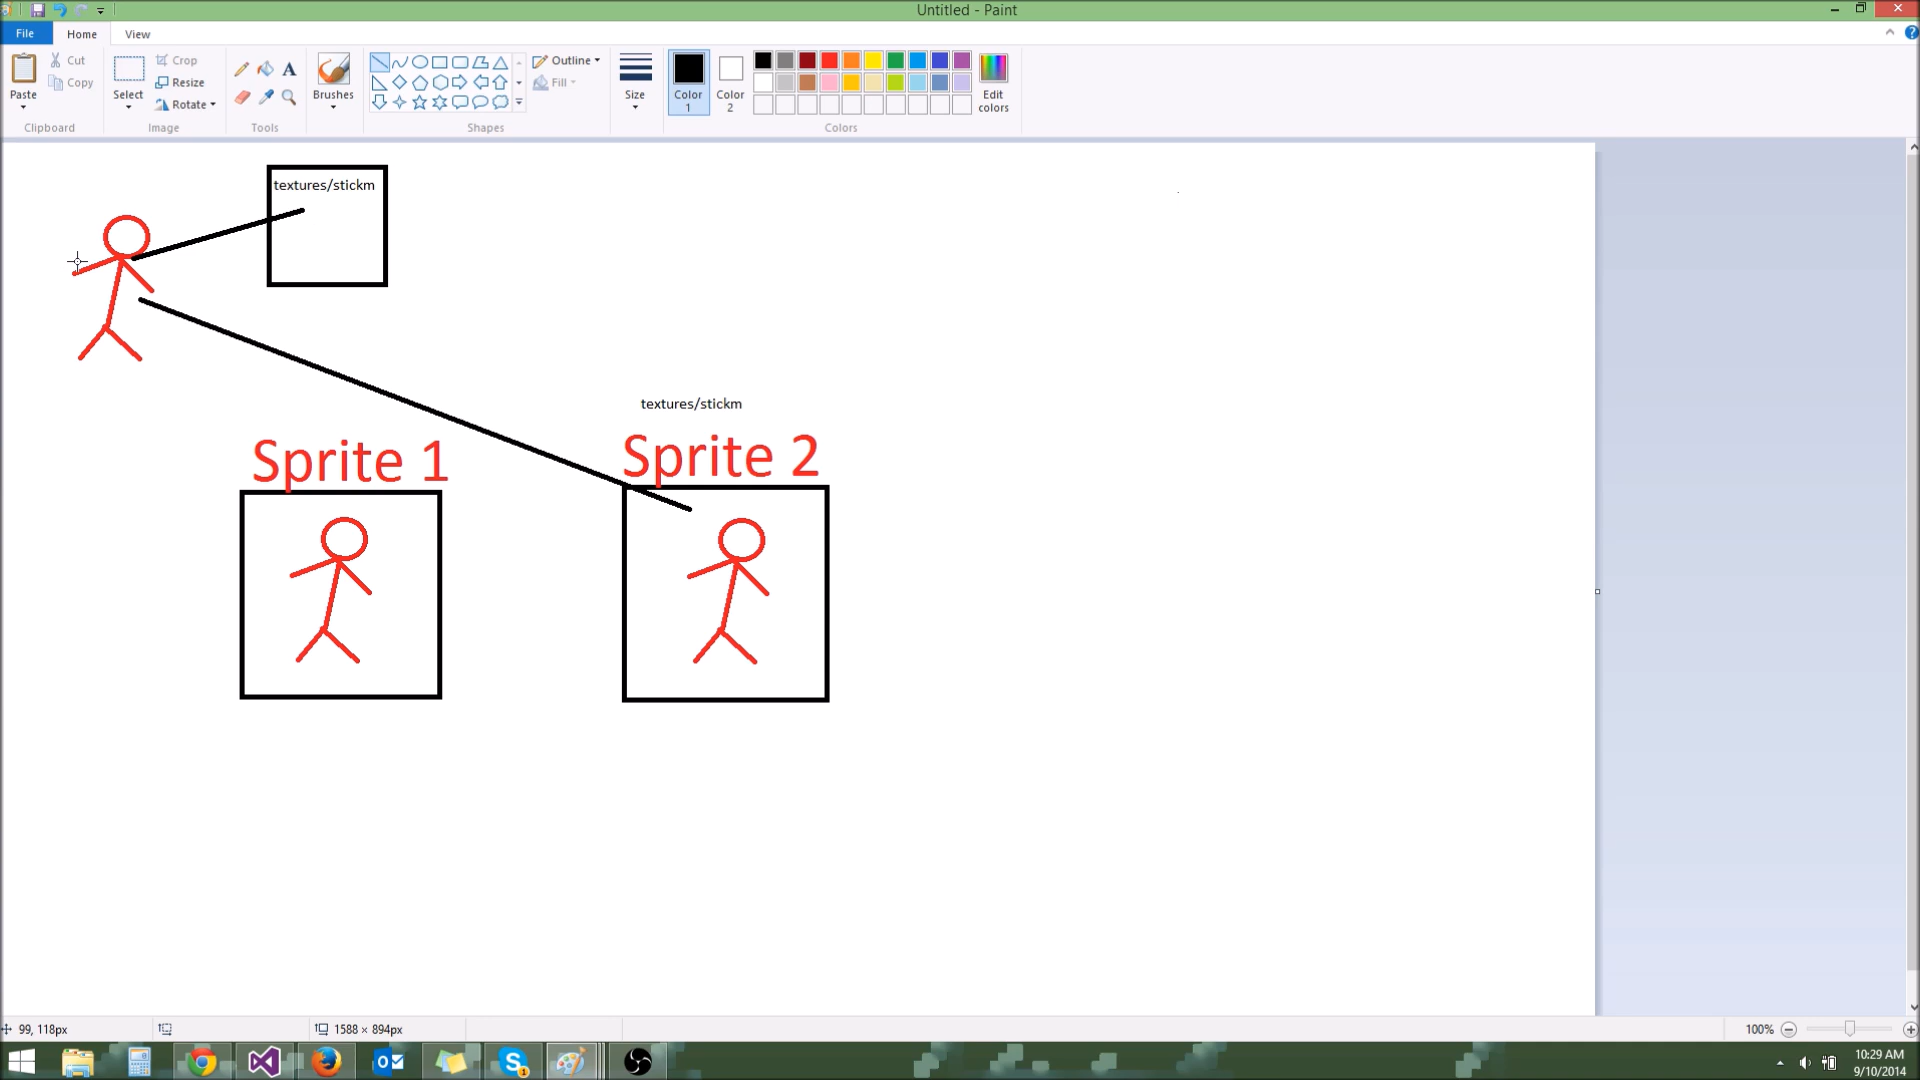 Untitled - Paint
File
Home
View
Paste
Cut
Copy
Clipboard
Select
Crop
Resize
Rotate
Image
Tools
Brushes
Shapes
Outline
Fill
Size
Color
1
Color
2
Edit
colors
Colors
textures/stickm
textures/stickm
Sprite 1
Sprite 2
99, 118px
1588 × 894px
100%
10:29 AM
9/10/2014